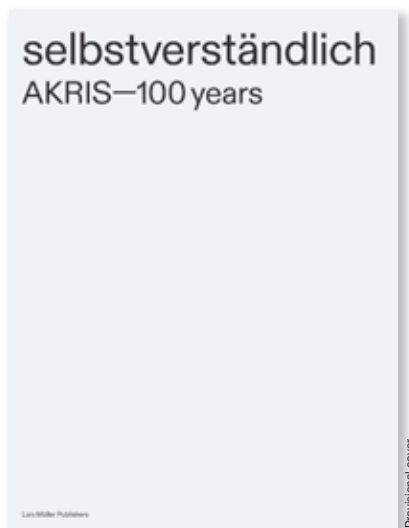 selbstverständlich
AKRIS—100 years
Lars Müller Publishers
Provisional cover